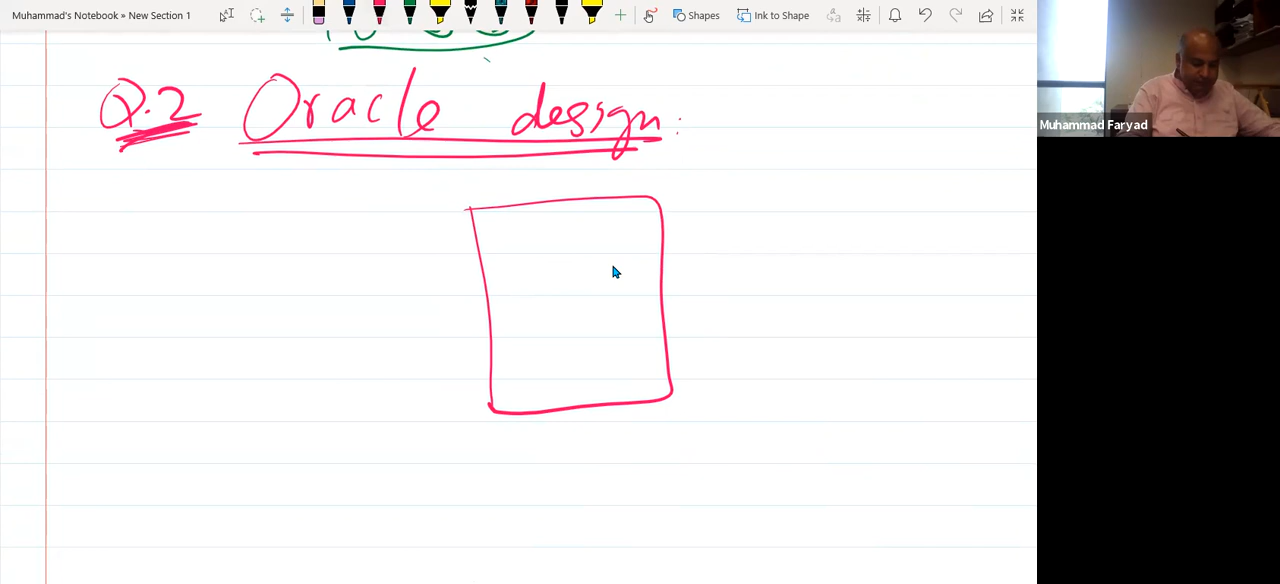 Muhammad's Notebook » New Section 1
Shapes
Ink to Shape
Muhammad Faryad
Q.2 Oracle design: